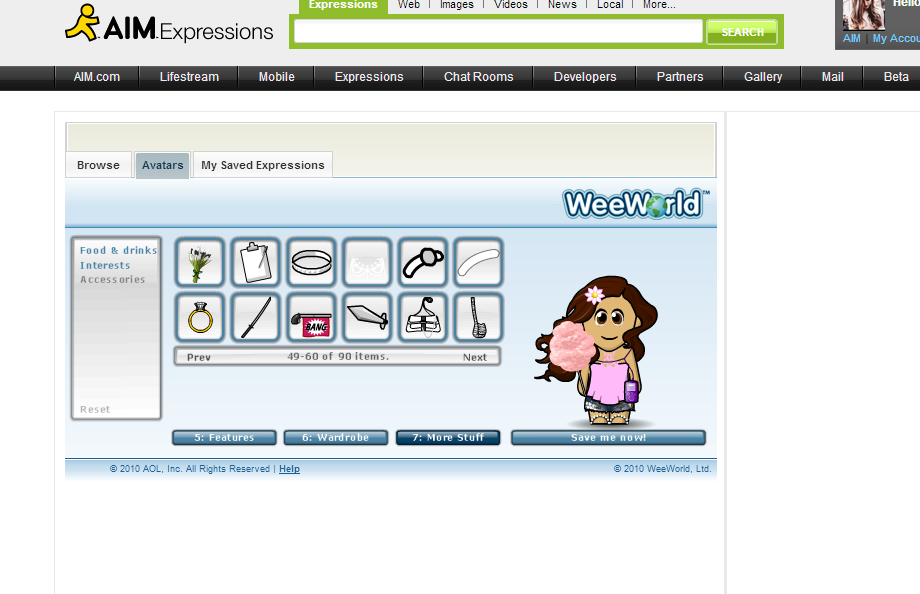 Expressions Web Images Videos News Local More...
Hello
AIM.Expressions
SEARCH
AIM My Accou
AIM.com Lifestream Mobile Expressions Chat Rooms Developers Partners Gallery Mail Beta
Browse Avatars My Saved Expressions
WeeWorld™
Food & drinks
Interests
Accessories
BANG
Prev 49-60 of 90 items. Next
Reset
5: Features 6: Wardrobe 7: More Stuff Save me now!
© 2010 AOL, Inc. All Rights Reserved | Help © 2010 WeeWorld, Ltd.